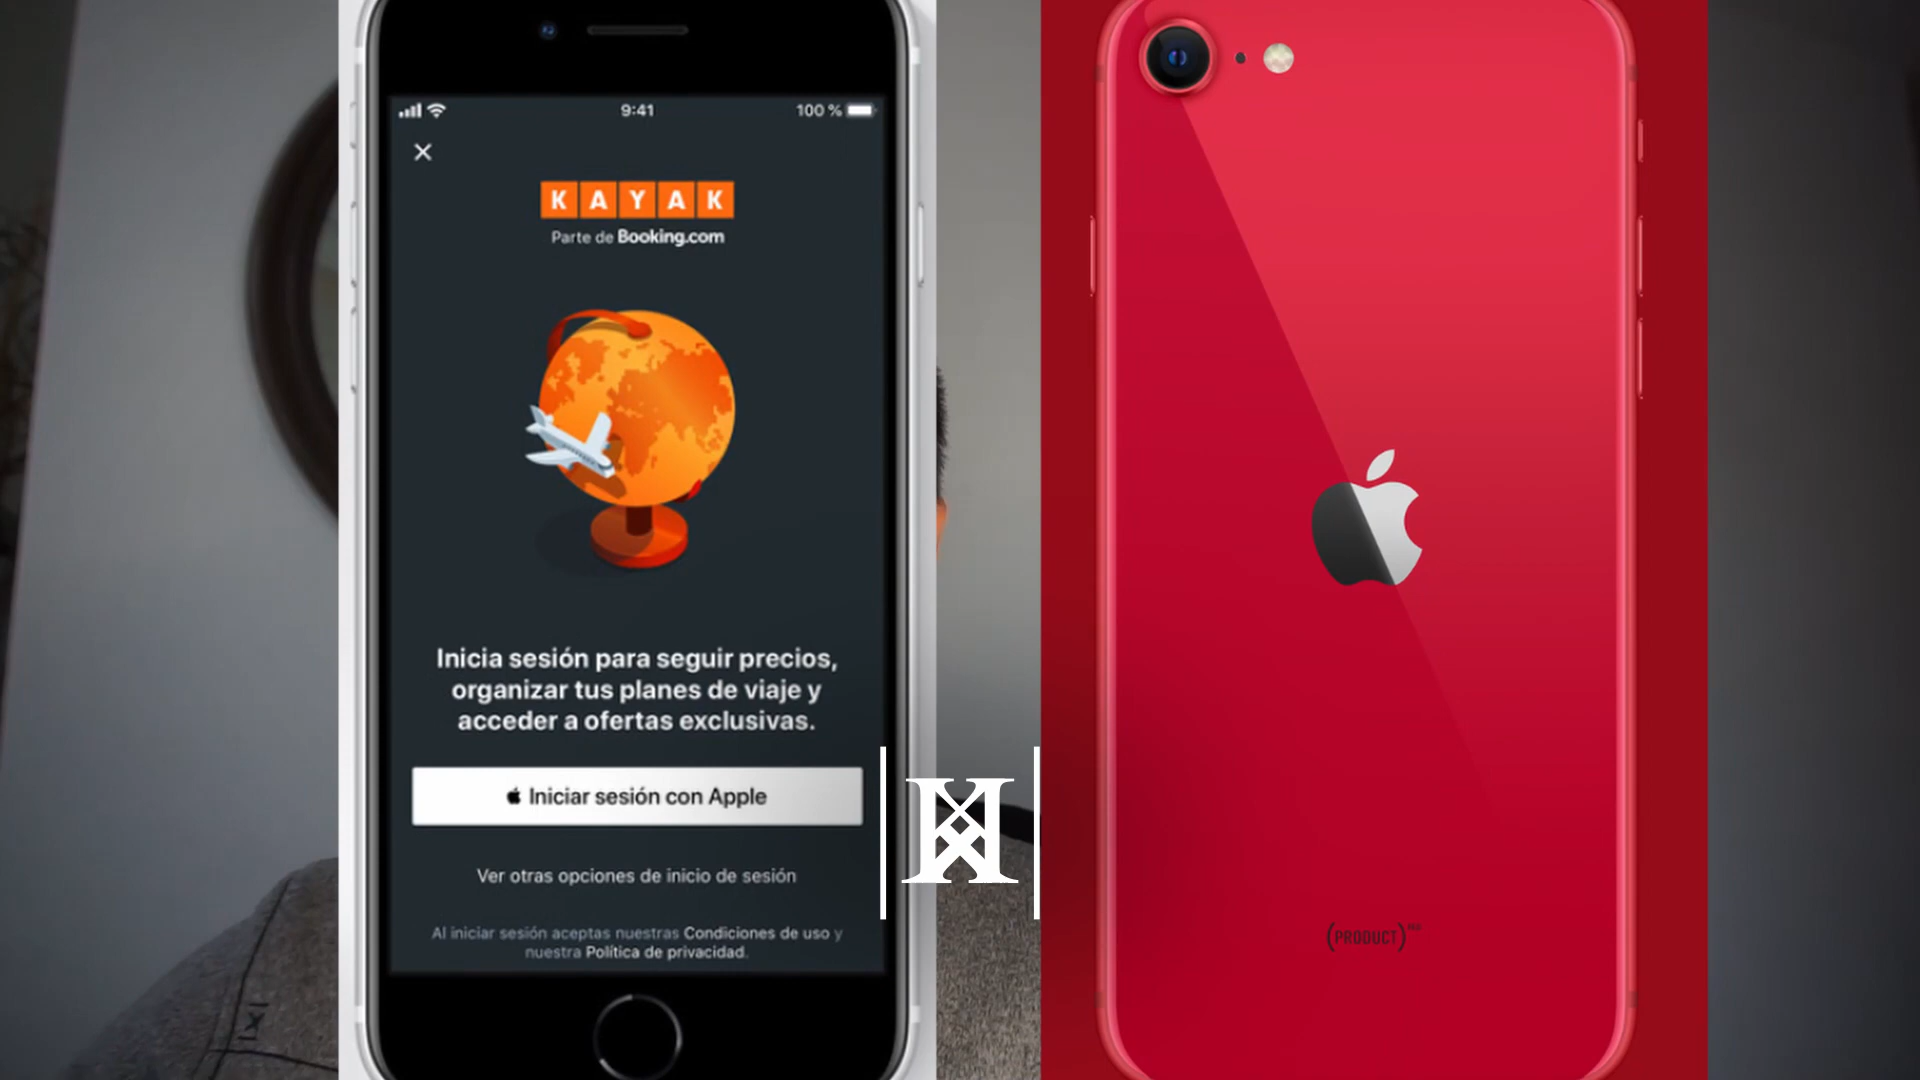 9:41
100 %
KAYAK
Parte de Booking.com
Inicia sesión para seguir precios,
organizar tus planes de viaje y
acceder a ofertas exclusivas.
Iniciar sesión con Apple
Ver otras opciones de inicio de sesión
Al iniciar sesión aceptas nuestras Condiciones de uso y
nuestra Política de privacidad.
(PRODUCT)RED